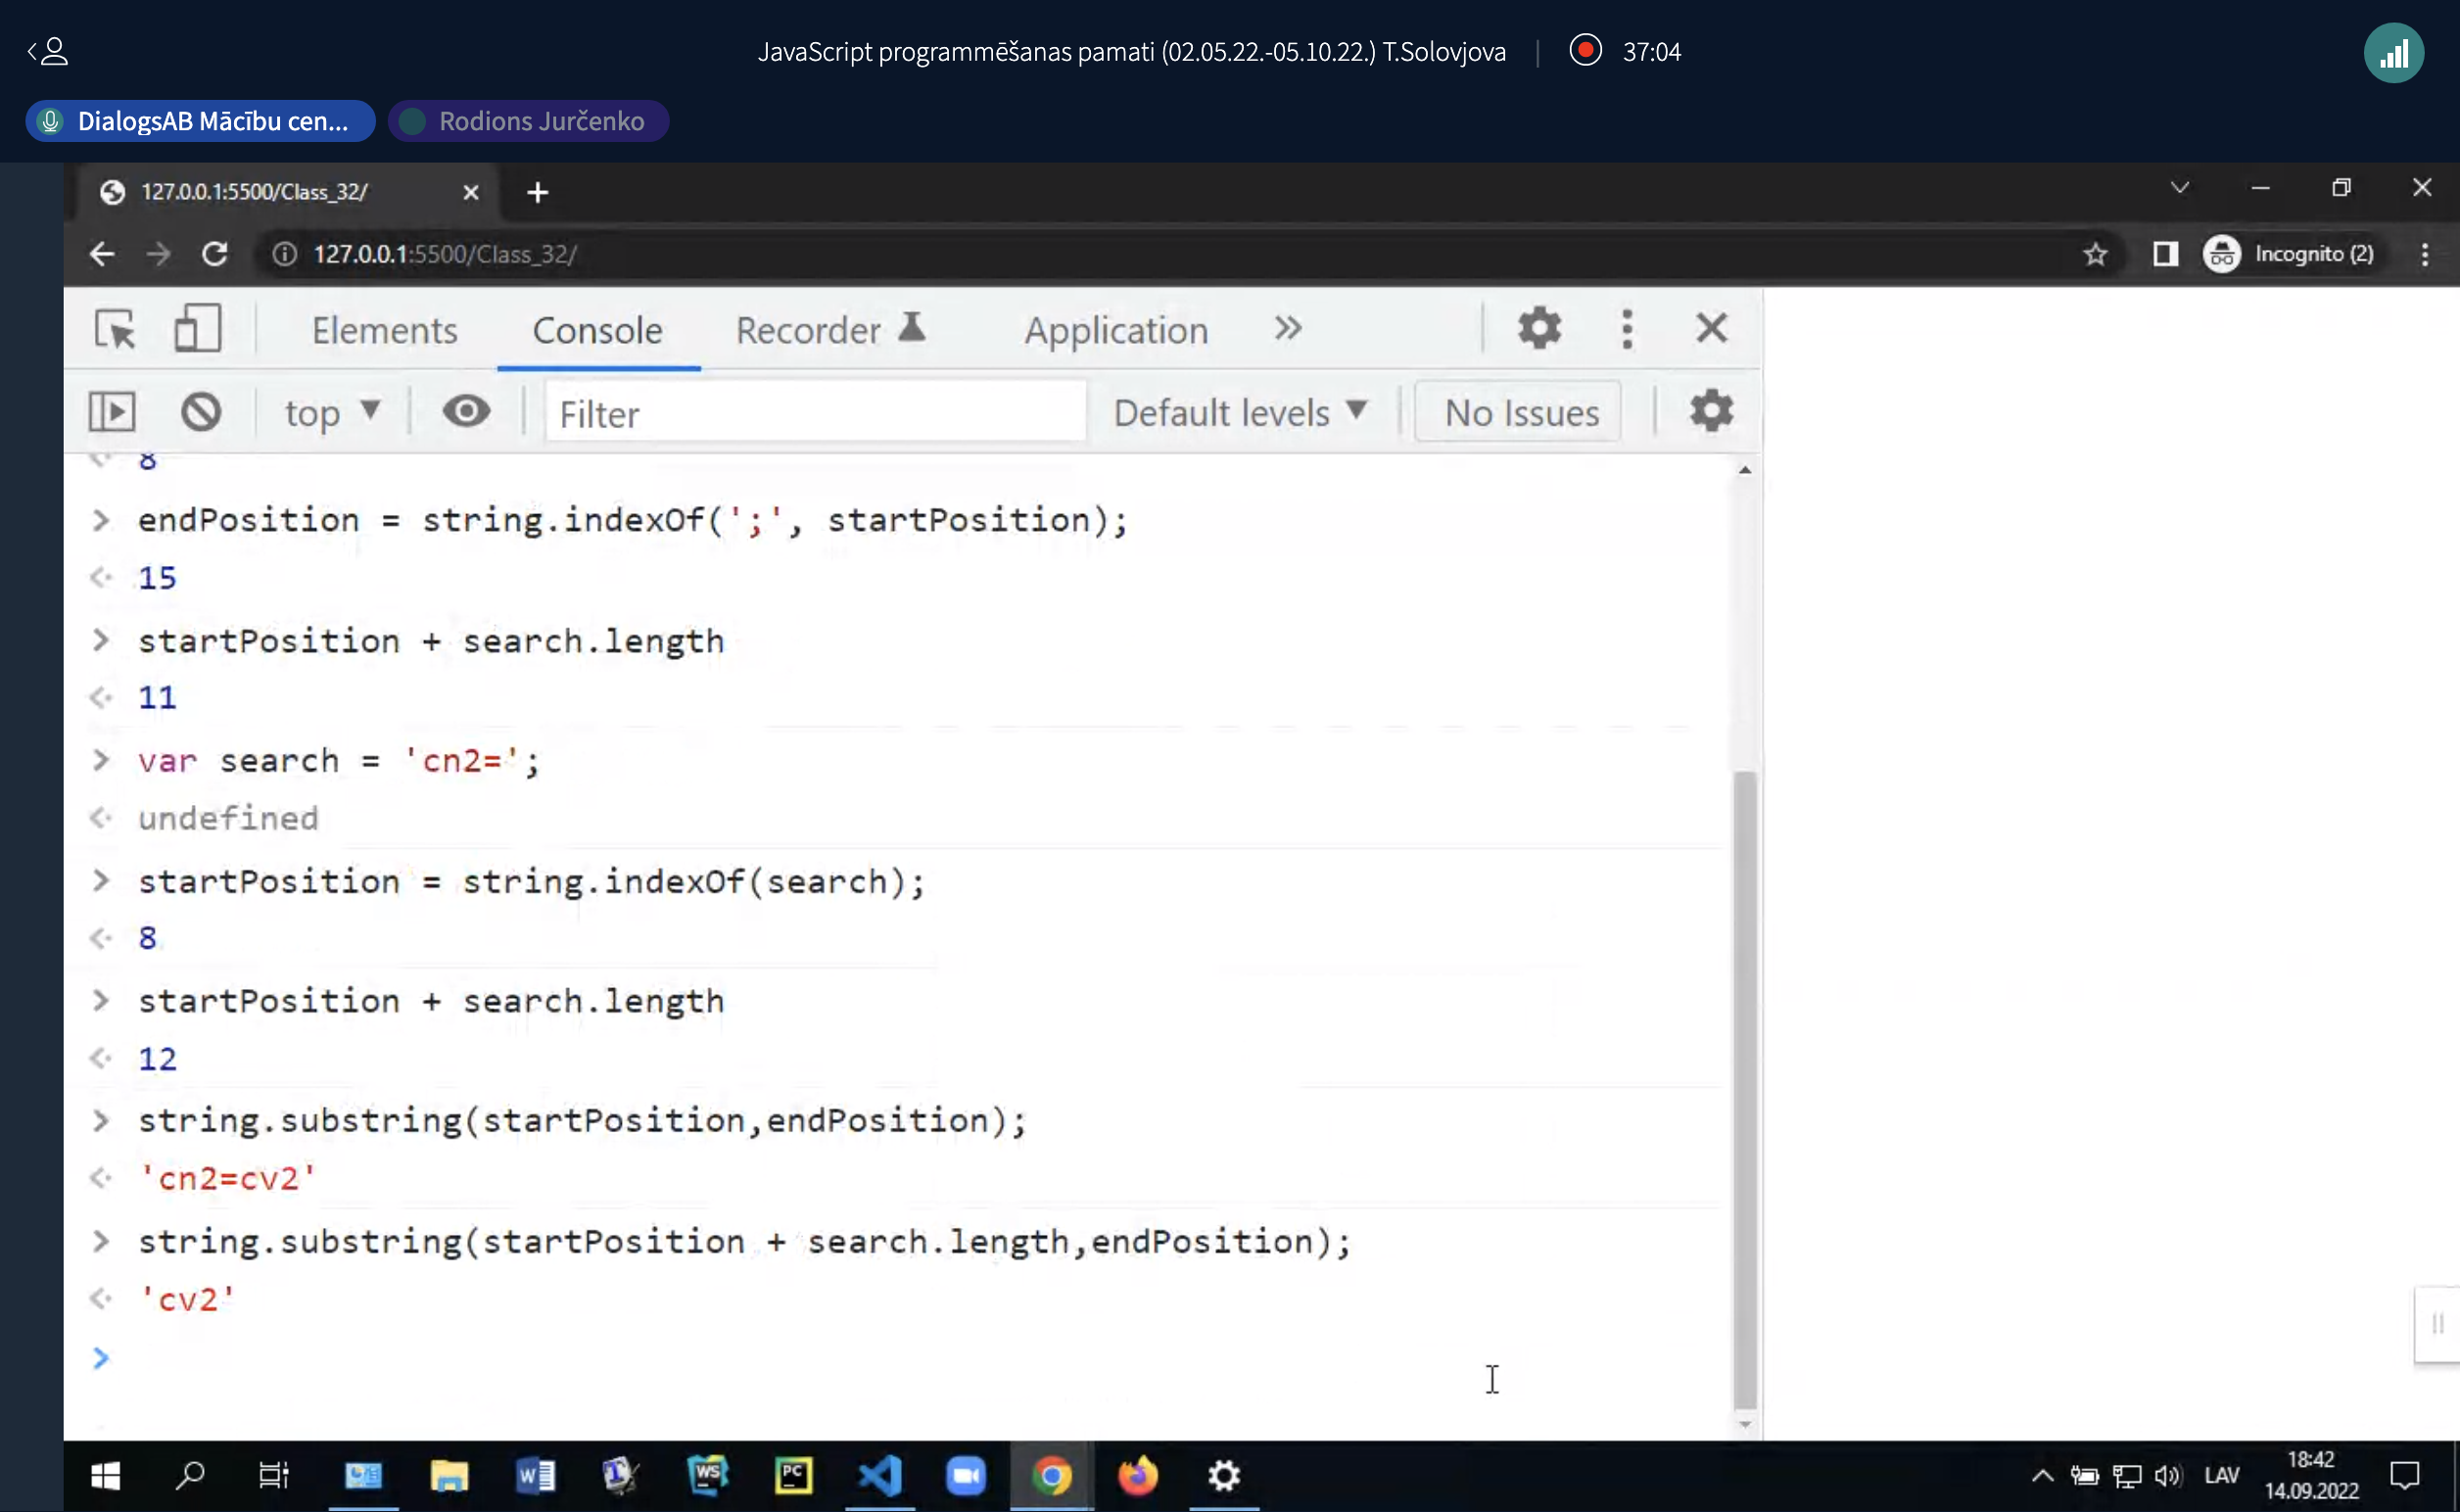 JavaScript programmēšanas pamati (02.05.22.-05.10.22.) T.Solovjova | 37:04
DialogsAB Mācību cen... Rodions Jurčenko
127.0.0.1:5500/Class_32/
127.0.0.1:5500/Class_32/ Incognito (2)
Elements Console Recorder Application
top Filter Default levels No Issues
8
> endPosition = string.indexOf(';', startPosition);
15
> startPosition + search.length
11
> var search = 'cn2=';
undefined
> startPosition = string.indexOf(search);
8
> startPosition + search.length
12
> string.substring(startPosition,endPosition);
'cn2=cv2'
> string.substring(startPosition + search.length,endPosition);
'cv2'
>
W WS PC LAV 18:42
14.09.2022